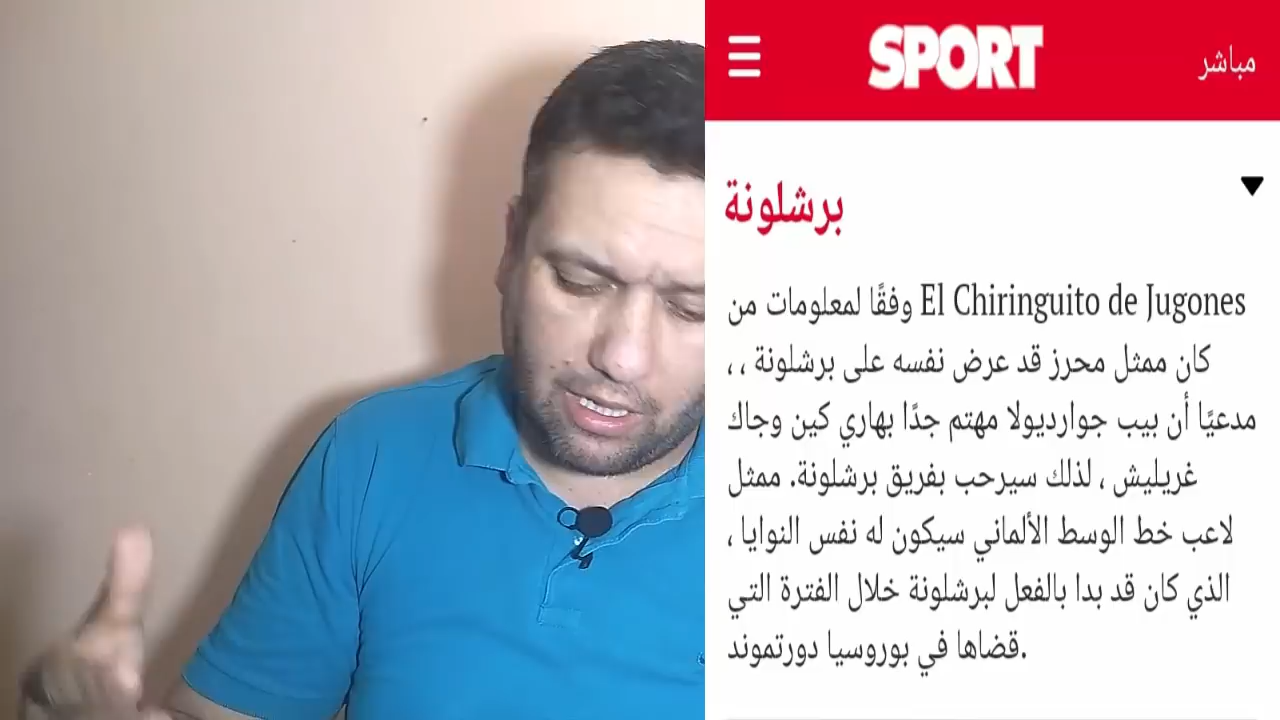 SPORT
مباشر
برشلونة
وفقًا لمعلومات من El Chiringuito de Jugones
كان ممثل محرز قد عرض نفسه على برشلونة ، ،
مدعيًا أن بيب جوارديولا مهتم جدًا بهاري كين وجاك
غريليش ، لذلك سيرحب بفريق برشلونة. ممثل
لاعب خط الوسط الألماني سيكون له نفس النوايا ،
الذي كان قد بدا بالفعل لبرشلونة خلال الفترة التي
قضاها في بوروسيا دورتموند.